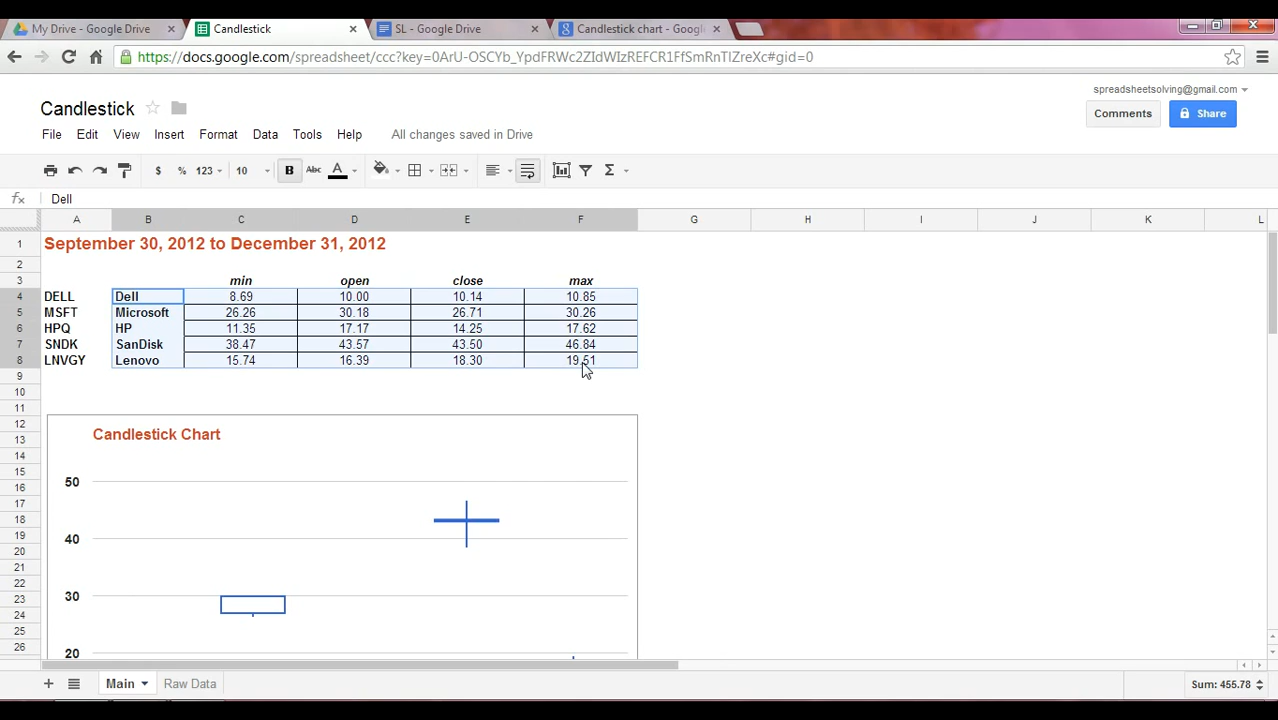 My Drive - Google Drive
Candlestick
SL - Google Drive
Candlestick chart - Google
https://docs.google.com/spreadsheet/ccc?key=0ArU-OSCYb_YpdFRWc2ZIdWIzREFCR1FfSmRnTlZreXc#gid=0
spreadsheetsolving@gmail.com
Candlestick
Comments Share
File Edit View Insert Format Data Tools Help All changes saved in Drive
$ % 123 10 B Abc A Σ
fx Dell
A B C D E F G H I J K L
1 September 30, 2012 to December 31, 2012
2
3 min open close max
4 DELL Dell 8.69 10.00 10.14 10.85
5 MSFT Microsoft 26.26 30.18 26.71 30.26
6 HPQ HP 11.35 17.17 14.25 17.62
7 SNDK SanDisk 38.47 43.57 43.50 46.84
8 LNVGY Lenovo 15.74 16.39 18.30 19.51
9
10
11
12
13 Candlestick Chart
14
15
16 50
17
18
19
20 40
21
22
23 30
24
25
26 20
Main Raw Data Sum: 455.78